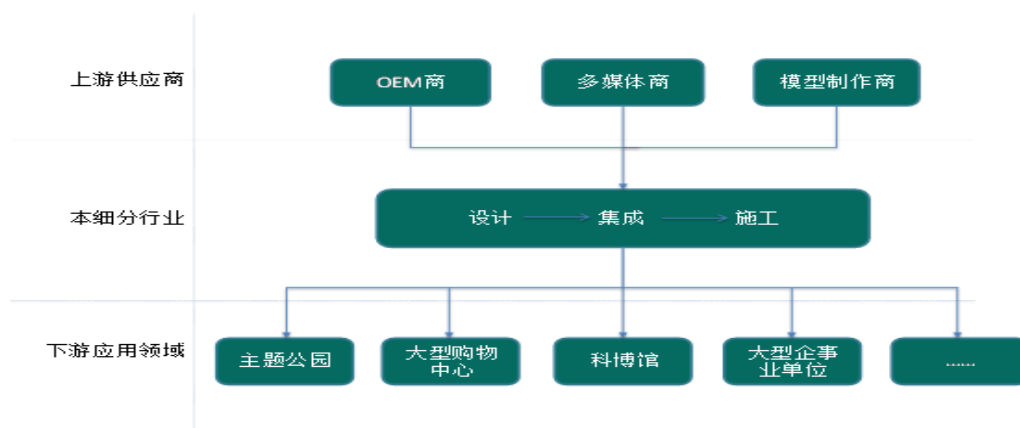 上游供应商
OEM商
多媒体商
模型制作商
本细分行业
设计
集成
施工
下游应用领域
主题公园
大型购物
中心
科博馆
大型企事
业单位
......